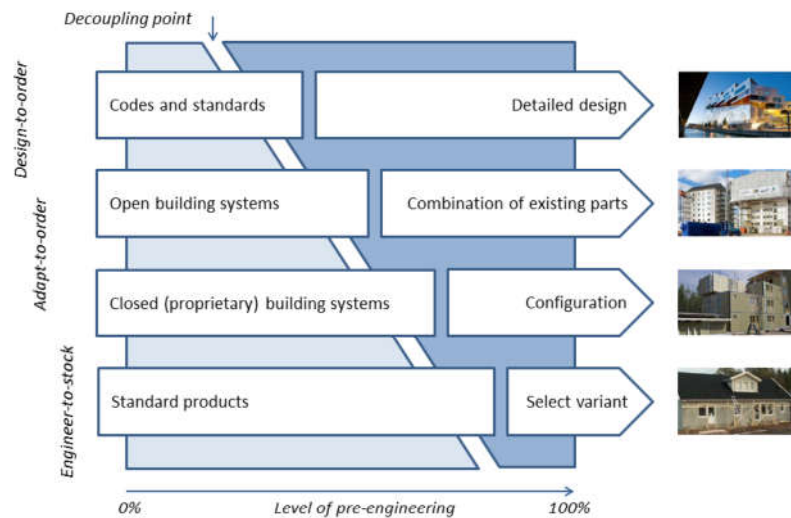 Decoupling point
Design-to-order
Codes and standards
Detailed design
Adapt-to-order
Open building systems
Combination of existing parts
Closed (proprietary) building systems
Configuration
Engineer-to-stock
Standard products
Select variant
0%
Level of pre-engineering
100%